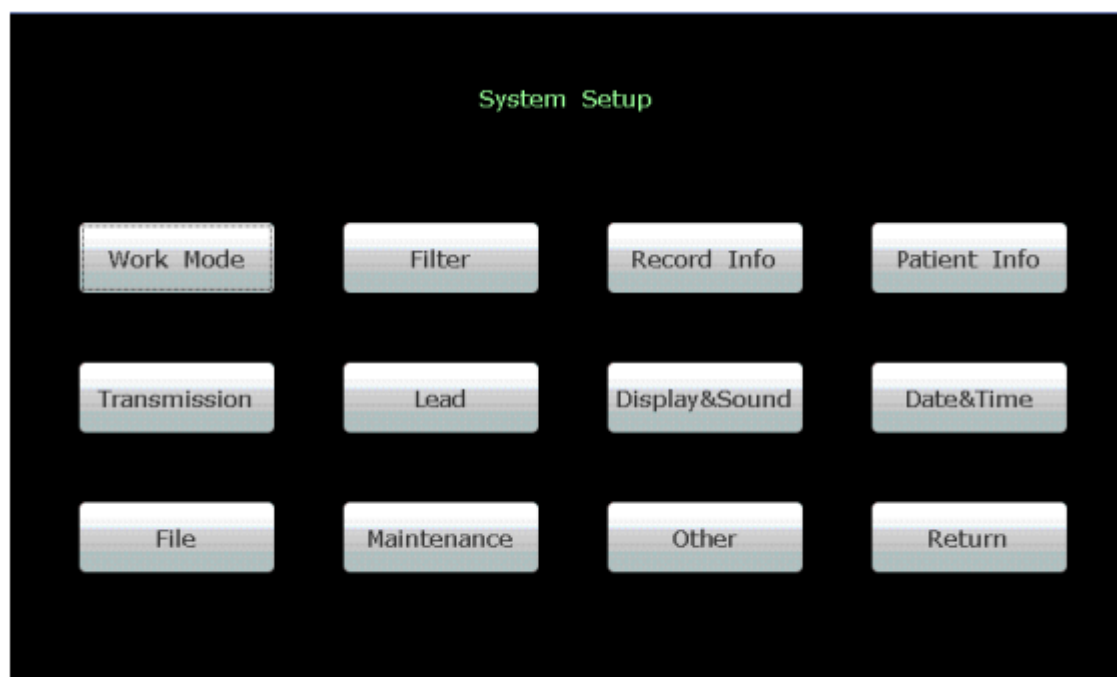 System Setup
Work Mode
Filter
Record Info
Patient Info
Transmission
Lead
Display&Sound
Date&Time
File
Maintenance
Other
Return